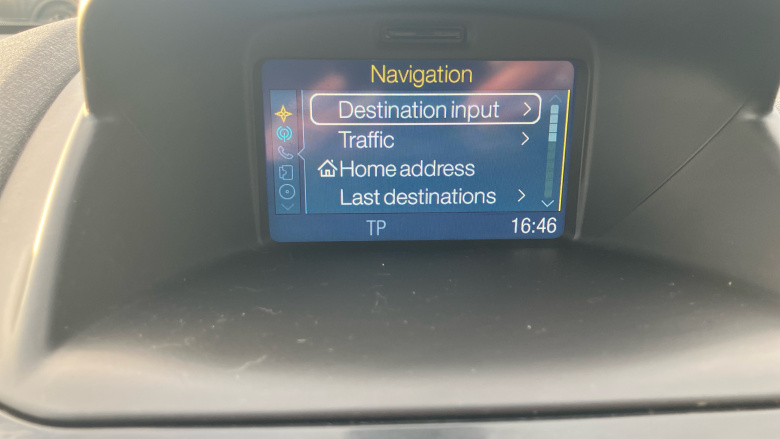 Navigation
Destination input
Traffic
Home address
Last destinations
TP 16:46